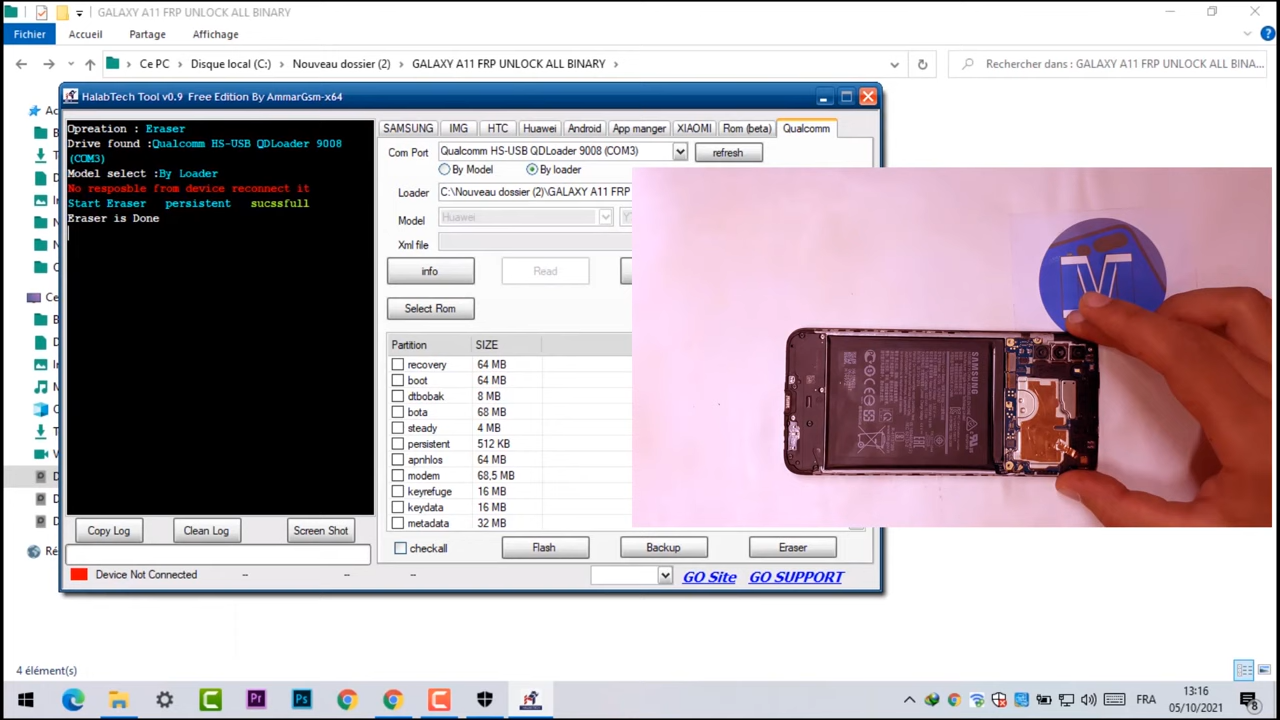 GALAXY A11 FRP UNLOCK ALL BINARY
Fichier
Accueil
Partage
Affichage
Ce PC
Disque local (C:)
Nouveau dossier (2)
GALAXY A11 FRP UNLOCK ALL BINARY
Rechercher dans : GALAXY A11 FRP UNLOCK ALL BINA...
HalabTech Tool v0.9 Free Edition By AmmarGsm-x64
Opreation : Eraser
Drive found :Qualcomm HS-USB QDLoader 9008
(COM3)
Model select :By Loader
No resposble from device reconnect it
Start Eraser persistent sucssfull
Eraser is Done
SAMSUNG
IMG
HTC
Huawei
Android
App manger
XIAOMI
Rom (beta)
Qualcomm
Com Port
Qualcomm HS-USB QDLoader 9008 (COM3)
refresh
By Model
By loader
Loader
C:\Nouveau dossier (2)\GALAXY A11 FRP
Model
Huawei
Xml file
info
Read
Select Rom
Partition SIZE
recovery 64 MB
boot 64 MB
dtbobak 8 MB
bota 68 MB
steady 4 MB
persistent 512 KB
apnhlos 64 MB
modem 68,5 MB
keyrefuge 16 MB
keydata 16 MB
metadata 32 MB
checkall
Flash
Backup
Eraser
Copy Log
Clean Log
Screen Shot
Device Not Connected
--
--
--
GO Site
GO SUPPORT
SAMSUNG
4 élément(s)
Pr
Ps
FRA
13:16
05/10/2021
8